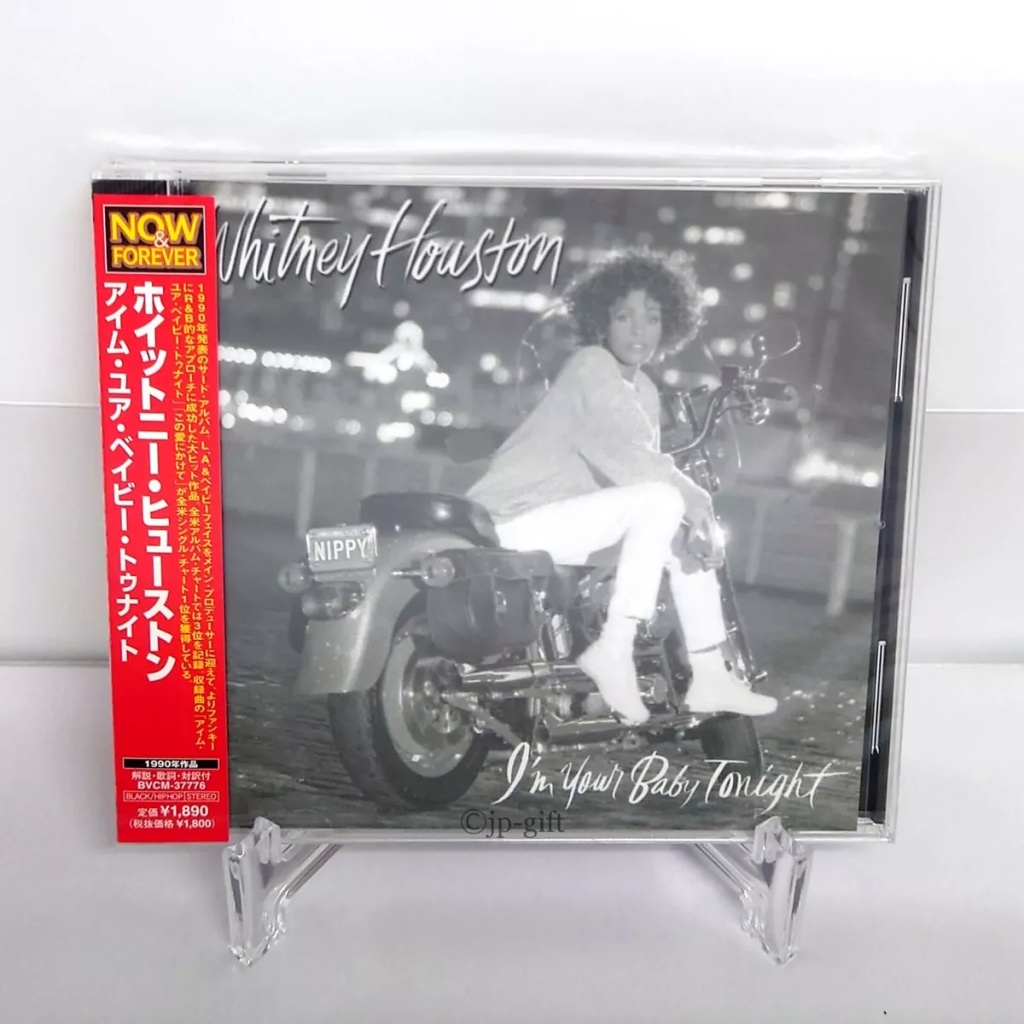 NOW
&
FOREVER
ホイットニー・ヒューストン
アイム・ユア・ベイビー・トゥナイト
1990年発表のサード・アルバム。L.A.&ベイビーフェイスをメイン・プロデューサーに迎えて、よりファンキー
にR&B的なアプローチに成功した大ヒット作品。全米アルバム・チャートでは3位を記録。収録曲の「アイム・
ユア・ベイビー・トゥナイト」「この愛にかけて」が全米シングル・チャート1位を獲得している。
1990年作品
解説・歌詞・対訳付
BVCM-37776
BLACK/HIPHOP STEREO
定価¥1,890
(税抜価格¥1,800)
Whitney Houston
NIPPY
I'm Your Baby Tonight
©jp-gift